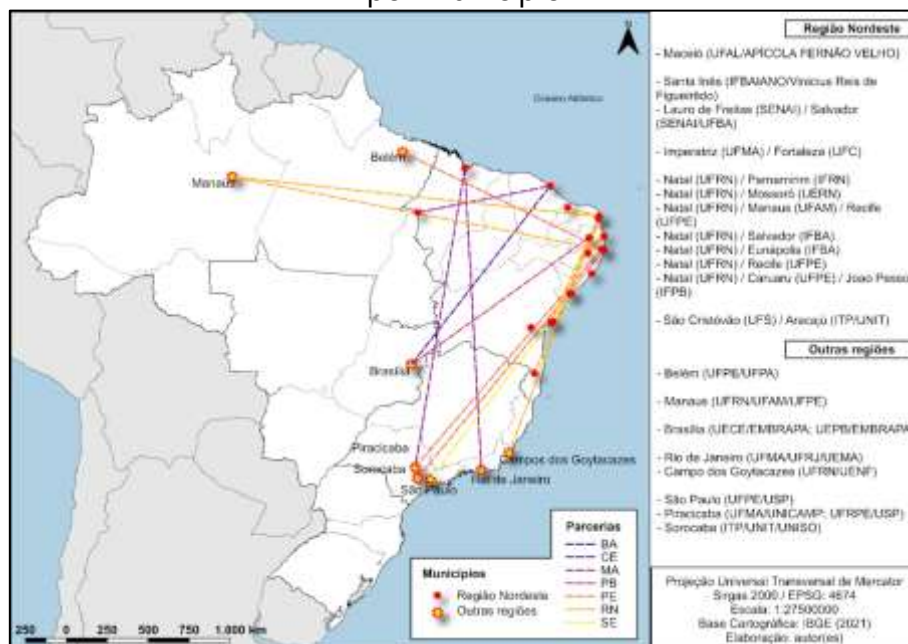 por município
N
Oceano Atlântico
Belém
Manaus
Brasília
Piracicaba
Sorocaba
São Paulo
Rio de Janeiro
Campos dos Goytacazes
Municípios
Região Nordeste
Outras regiões
Parcerias
BA
CE
MA
PB
PE
RN
SE
250 0 250 500 750 1.000 km
Região Nordeste
- Maceió (UFAL/APÍCOLA FERNÃO VELHO)
- Santa Inês (IFBAIANO/Vinicius Reis de
Figueirêdo)
- Lauro de Freitas (SENAI) / Salvador
(SENAI/UFBA)
- Imperatriz (UFMA) / Fortaleza (UFC)
- Natal (UFRN) / Parnamirim (IFRN)
- Natal (UFRN) / Mossoró (UERN)
- Natal (UFRN) / Manaus (UFAM) / Recife
(UFPE)
- Natal (UFRN) / Salvador (IFBA)
- Natal (UFRN) / Eunápolis (IFBA)
- Natal (UFRN) / Recife (UFPE)
- Natal (UFRN) / Caruaru (UFPE) / Joao Pesso
(IFPB)
- São Cristóvão (UFS) / Aracajú (ITP/UNIT)
Outras regiões
- Belém (UFPB/UFPA)
- Manaus (UFRN/UFAM/UFPE)
- Brasília (UECE/EMBRAPA; UEPB/EMBRAPA
- Rio de Janeiro (UFMA/UFRJ/UEMA)
- Campo dos Goytacazes (UFRN/UENF)
- São Paulo (UFPE/USP)
- Piracicaba (UFMA/UNICAMP; UFRPE/USP)
- Sorocaba (ITP/UNIT/UNISO)
Projeção Universal Transversal de Mercator
Sirgas 2000 / EPSG: 4674
Escala: 1:27500000
Base Cartográfica: IBGE (2021)
Elaboração: autor(es)